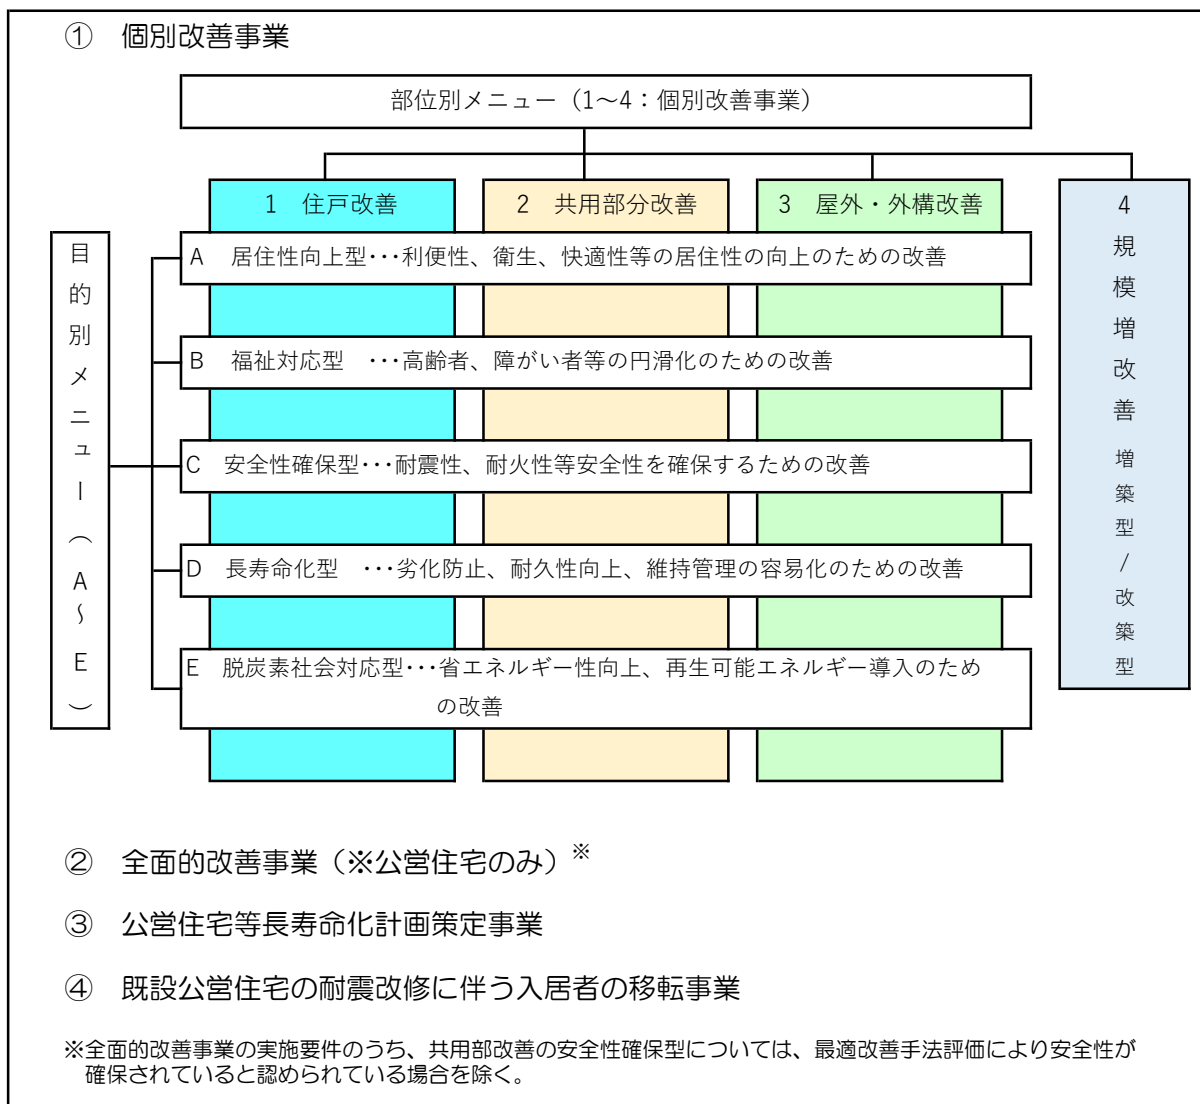 ① 個別改善事業
部位別メニュー（1～4：個別改善事業）
1 住戸改善
2 共用部分改善
3 屋外・外構改善
4 規模増改善 増築型/改築型
目的別メニュー（A～E）
A 居住性向上型･･･利便性、衛生、快適性等の居住性の向上のための改善
B 福祉対応型 ･･･高齢者、障がい者等の円滑化のための改善
C 安全性確保型･･･耐震性、耐火性等安全性を確保するための改善
D 長寿命化型 ･･･劣化防止、耐久性向上、維持管理の容易化のための改善
E 脱炭素社会対応型･･･省エネルギー性向上、再生可能エネルギー導入のため
の改善
② 全面的改善事業（※公営住宅のみ）※
③ 公営住宅等長寿命化計画策定事業
④ 既設公営住宅の耐震改修に伴う入居者の移転事業
※全面的改善事業の実施要件のうち、共用部改善の安全性確保型については、最適改善手法評価により安全性が
確保されていると認められている場合を除く。